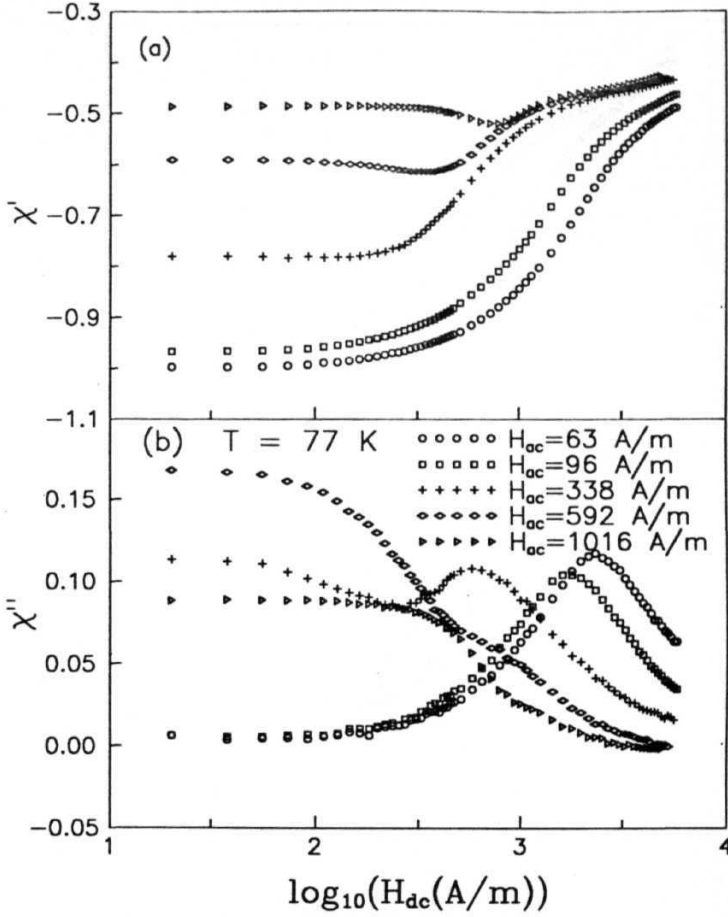 −0.3
(a)
−0.5
−0.7
−0.9
−1.1
χ'
(b) T = 77 K
H_ac=63 A/m
H_ac=96 A/m
H_ac=338 A/m
H_ac=592 A/m
H_ac=1016 A/m
0.15
0.10
0.05
0.00
−0.05
χ''
1 2 3 4
log₁₀(H_dc(A/m))